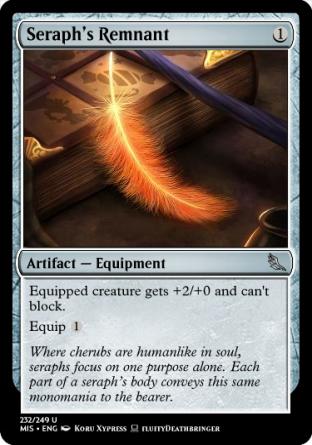 Seraph's Remnant 1
Artifact — Equipment
Equipped creature gets +2/+0 and can't
block.
Equip 1
Where cherubs are humanlike in soul,
seraphs focus on one purpose alone. Each
part of a seraph's body conveys this same
monomania to the bearer.
232/249 U
MIS • ENG Koru Xypress fluffyDeathbringer